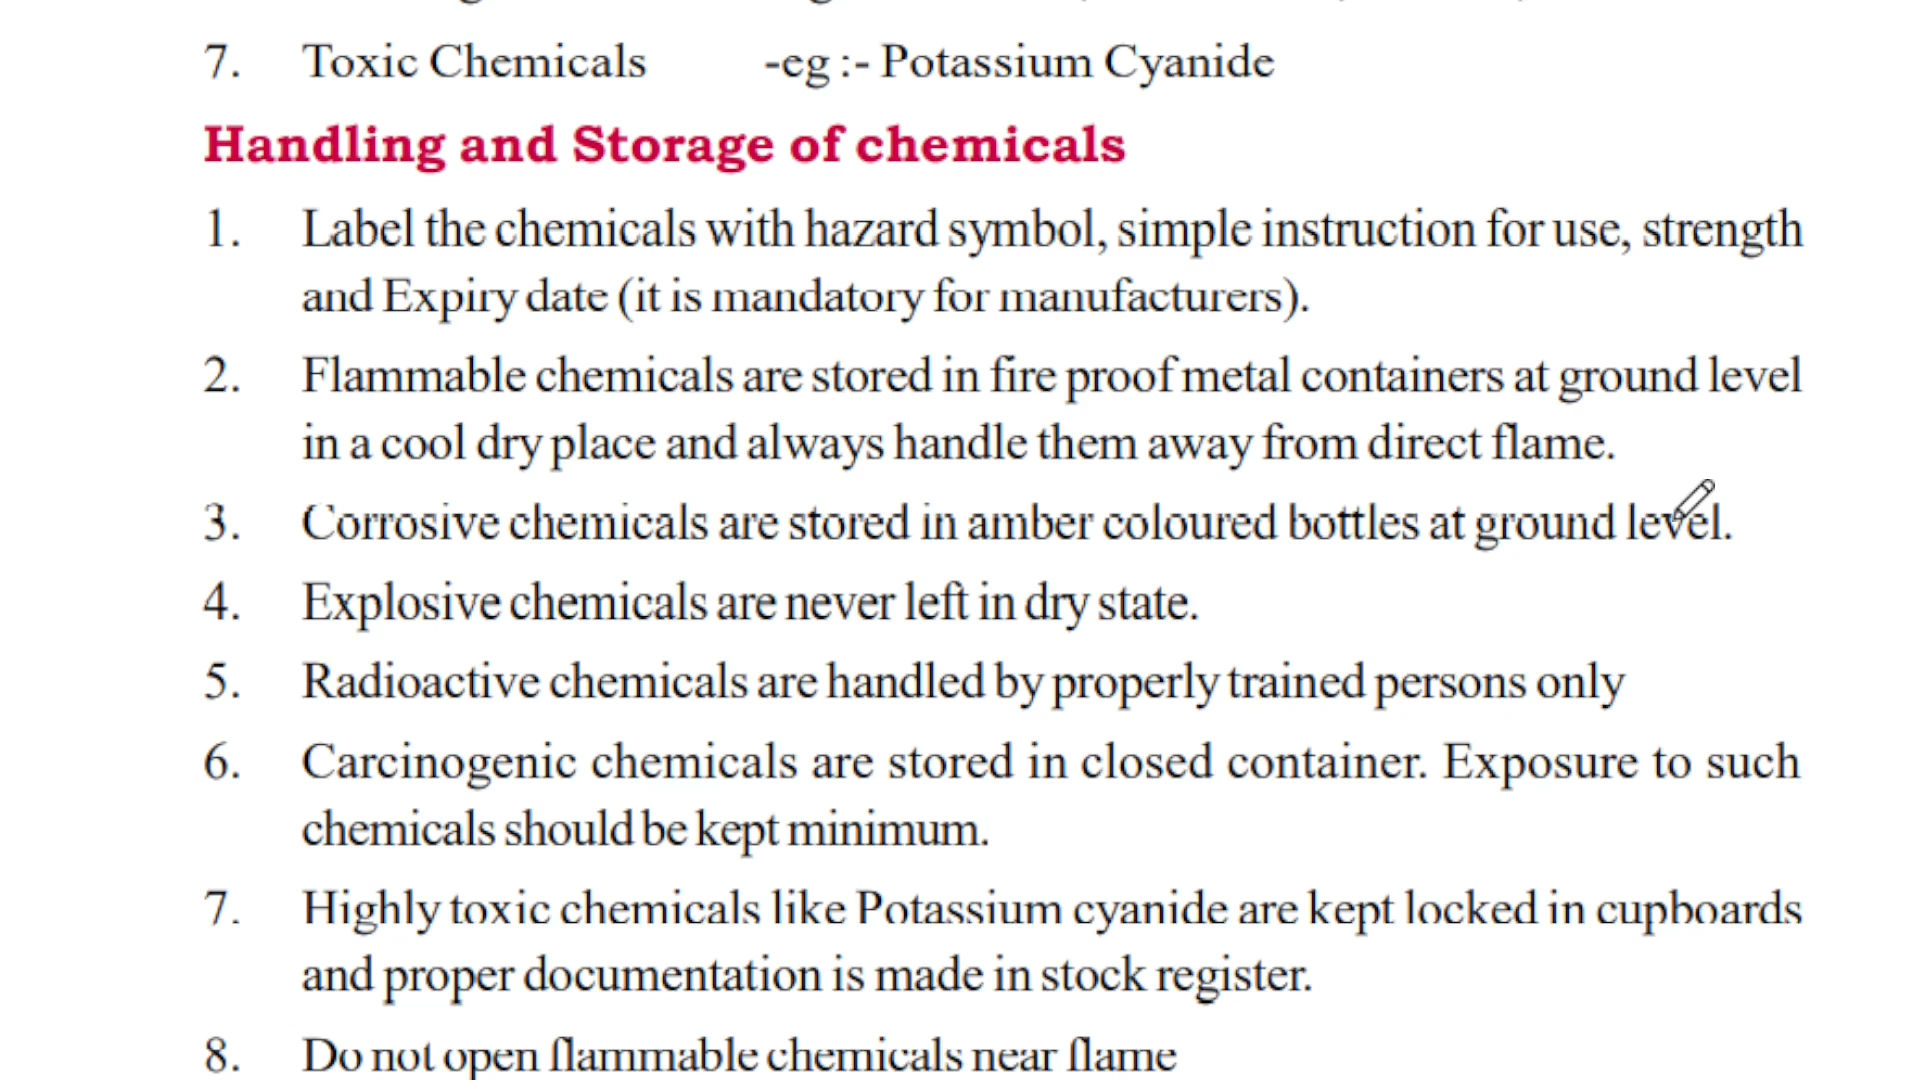 7. Toxic Chemicals -eg :- Potassium Cyanide
Handling and Storage of chemicals
1. Label the chemicals with hazard symbol, simple instruction for use, strength
and Expiry date (it is mandatory for manufacturers).
2. Flammable chemicals are stored in fire proof metal containers at ground level
in a cool dry place and always handle them away from direct flame.
3. Corrosive chemicals are stored in amber coloured bottles at ground level.
4. Explosive chemicals are never left in dry state.
5. Radioactive chemicals are handled by properly trained persons only
6. Carcinogenic chemicals are stored in closed container. Exposure to such
chemicals should be kept minimum.
7. Highly toxic chemicals like Potassium cyanide are kept locked in cupboards
and proper documentation is made in stock register.
8. Do not open flammable chemicals near flame